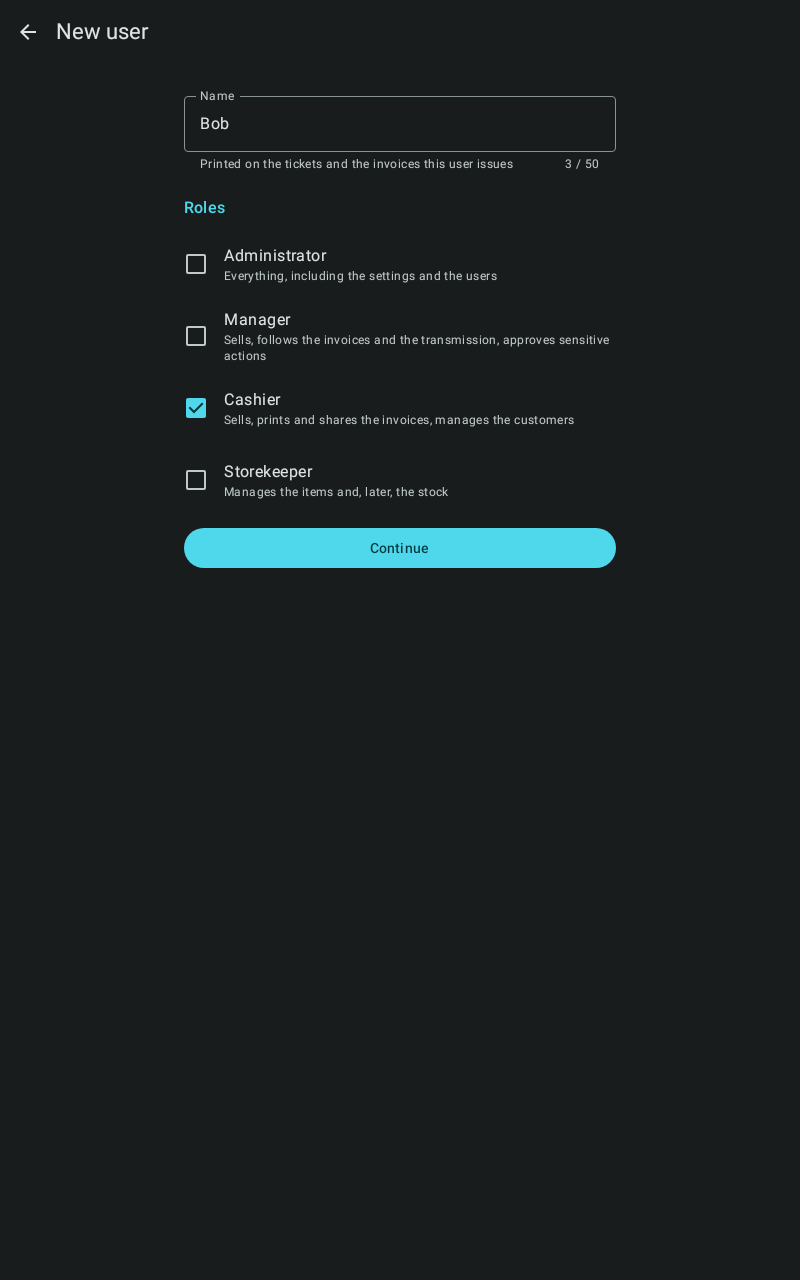 New user
Name
Bob
Printed on the tickets and the invoices this user issues 3 / 50
Roles
Administrator
Everything, including the settings and the users
Manager
Sells, follows the invoices and the transmission, approves sensitive
actions
Cashier
Sells, prints and shares the invoices, manages the customers
Storekeeper
Manages the items and, later, the stock
Continue